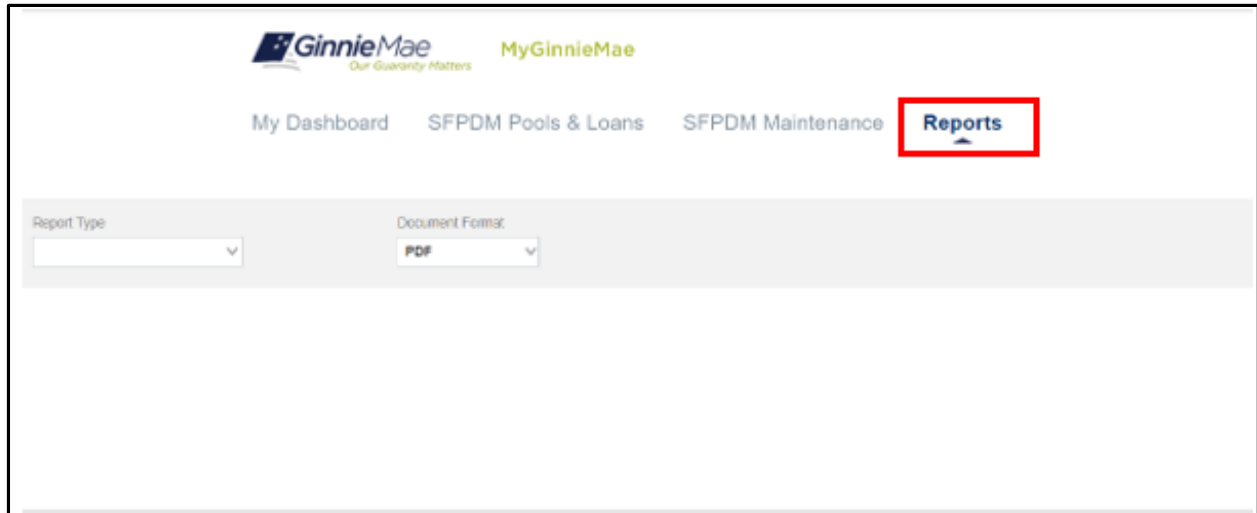 GinnieMae MyGinnieMae
Our Guaranty Matters
My Dashboard SFPDM Pools & Loans SFPDM Maintenance Reports
Report Type Document Format
PDF